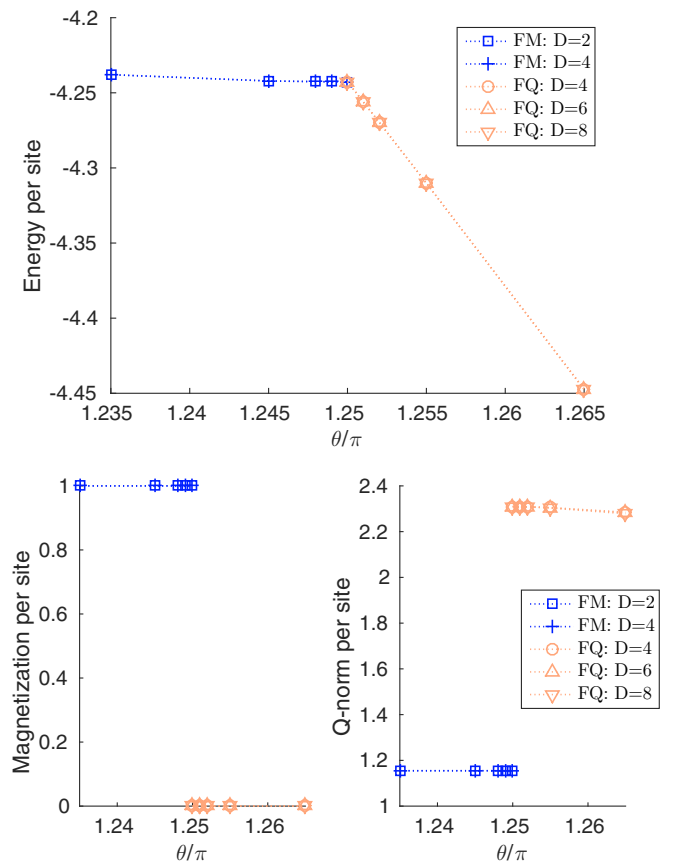 -4.2
-4.25
-4.3
-4.35
-4.4
-4.45
Energy per site
1.235 1.24 1.245 1.25 1.255 1.26 1.265
θ/π
FM: D=2
FM: D=4
FQ: D=4
FQ: D=6
FQ: D=8
1
0.8
0.6
0.4
0.2
0
Magnetization per site
1.24 1.25 1.26
θ/π
2.4
2.2
2
1.8
1.6
1.4
1.2
1
Q-norm per site
1.24 1.25 1.26
θ/π
FM: D=2
FM: D=4
FQ: D=4
FQ: D=6
FQ: D=8